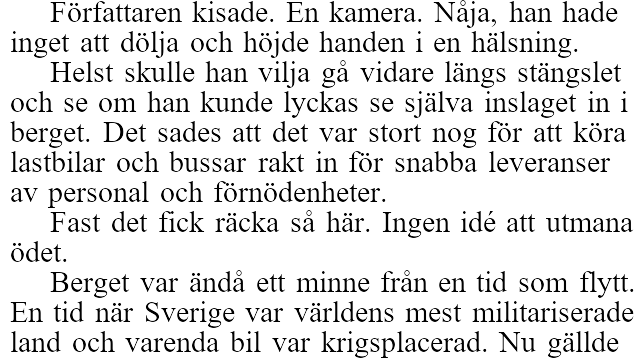 Författaren kisade. En kamera. Nåja, han hade
inget att dölja och höjde handen i en hälsning.
Helst skulle han vilja gå vidare längs stängslet
och se om han kunde lyckas se själva inslaget in i
berget. Det sades att det var stort nog för att köra
lastbilar och bussar rakt in för snabba leveranser
av personal och förnödenheter.
Fast det fick räcka så här. Ingen idé att utmana
ödet.
Berget var ändå ett minne från en tid som flytt.
En tid när Sverige var världens mest militariserade
land och varenda bil var krigsplacerad. Nu gällde